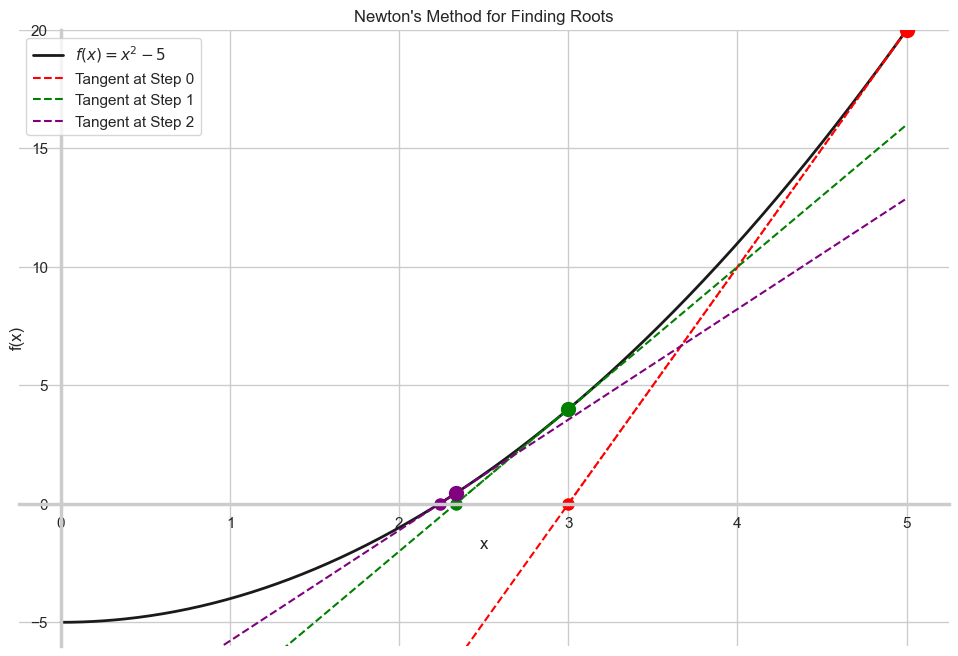 Newton's Method for Finding Roots
f(x) = x² − 5
Tangent at Step 0
Tangent at Step 1
Tangent at Step 2
f(x)
20
15
10
5
0
−5
0 1 2 3 4 5
x